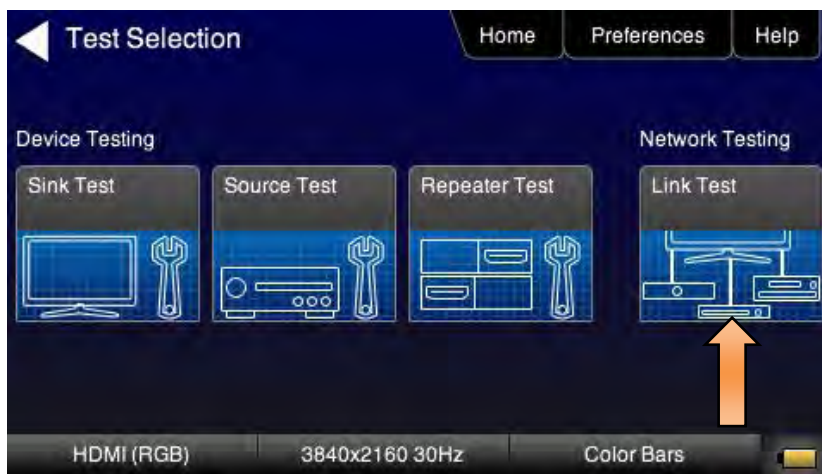 Test Selection
Home
Preferences
Help
Device Testing
Network Testing
Sink Test
Source Test
Repeater Test
Link Test
HDMI (RGB)
3840x2160 30Hz
Color Bars